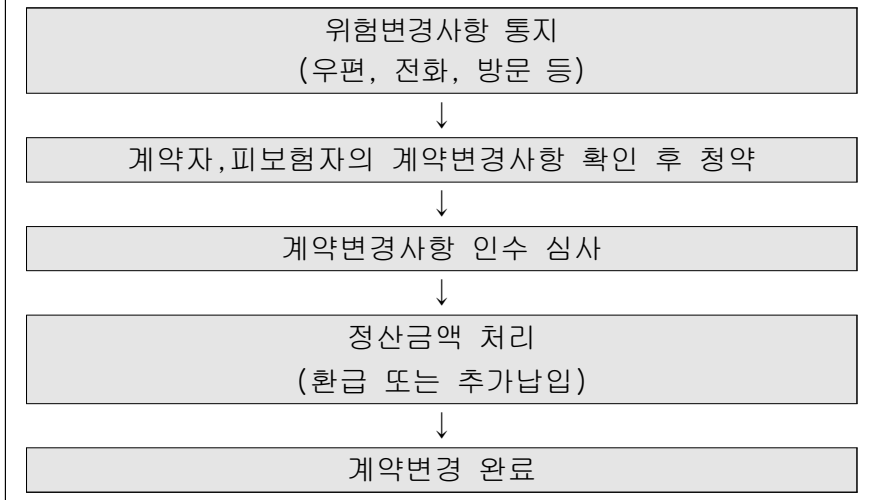 위험변경사항 통지
(우편, 전화, 방문 등)
↓
계약자,피보험자의 계약변경사항 확인 후 청약
↓
계약변경사항 인수 심사
↓
정산금액 처리
(환급 또는 추가납입)
↓
계약변경 완료